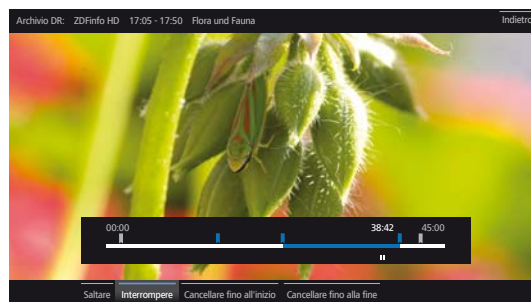 Archivio DR: ZDFinfo HD 17:05 - 17:50 Flora und Fauna Indietro
00:00 38:42 45:00
Saltare Interrompere Cancellare fino all'inizio Cancellare fino alla fine